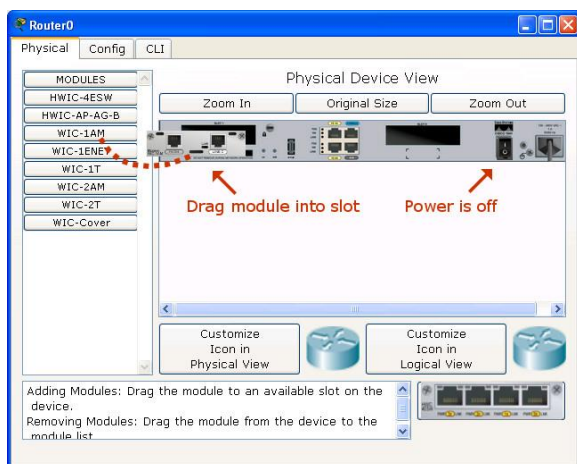 Router0
Physical
Config
CLI
MODULES
HWIC-4ESW
HWIC-AP-AG-B
WIC-1AM
WIC-1ENET
WIC-1T
WIC-2AM
WIC-2T
WIC-Cover
Physical Device View
Zoom In
Original Size
Zoom Out
Drag module into slot
Power is off
Customize
Icon in
Physical View
Customize
Icon in
Logical View
Adding Modules: Drag the module to an available slot on the
device.
Removing Modules: Drag the module from the device to the
module list.